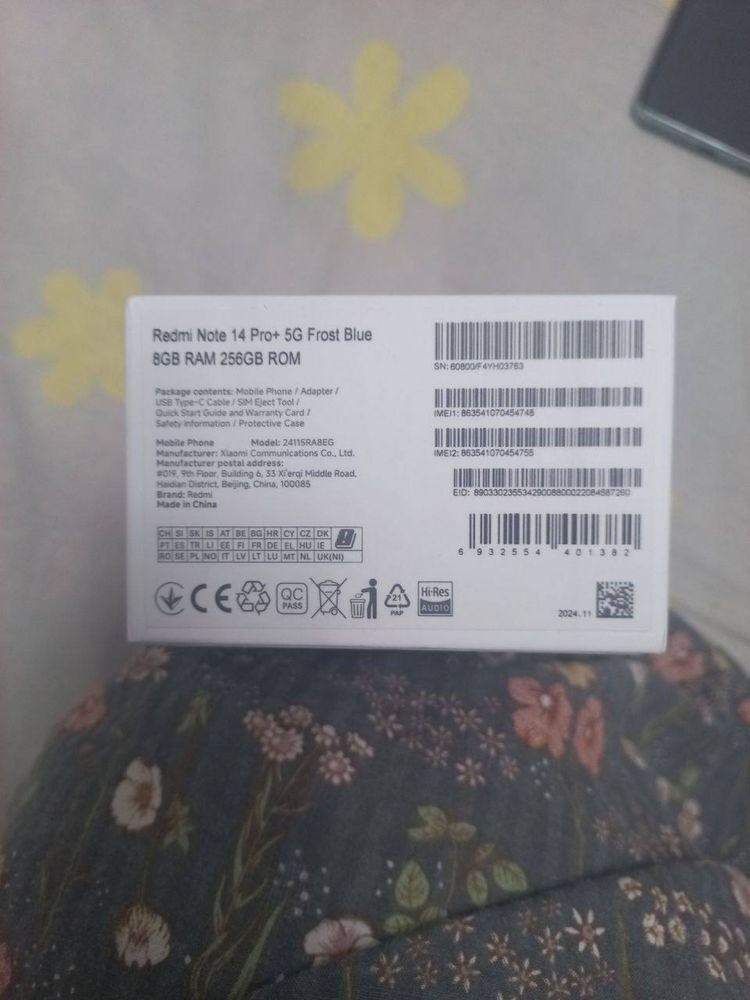 Redmi Note 14 Pro+ 5G Frost Blue
8GB RAM 256GB ROM
Package contents: Mobile Phone / Adapter /
USB Type-C Cable / SIM Eject Tool /
Quick Start Guide and Warranty Card /
Safety Information / Protective Case
Mobile Phone Model: 24115RA8EG
Manufacturer: Xiaomi Communications Co., Ltd.
Manufacturer postal address:
#019, 9th Floor, Building 6, 33 Xi'erqi Middle Road,
Haidian District, Beijing, China, 100085
Brand: Redmi
Made in China
CH SI SK IS AT BE BG HR CY CZ DK
PT ES TR LI EE FI FR DE EL HU IE
RO SE PL NO IT LV LT LU MT NL UK(NI)
CE
QC
PASS
21
PAP
Hi-Res
AUDIO
SN: 60800/F4YH03763
IMEI1: 863541070454748
IMEI2: 863541070454755
EID: 89033023553429008800022084587260
6 932554 401382
2024.11